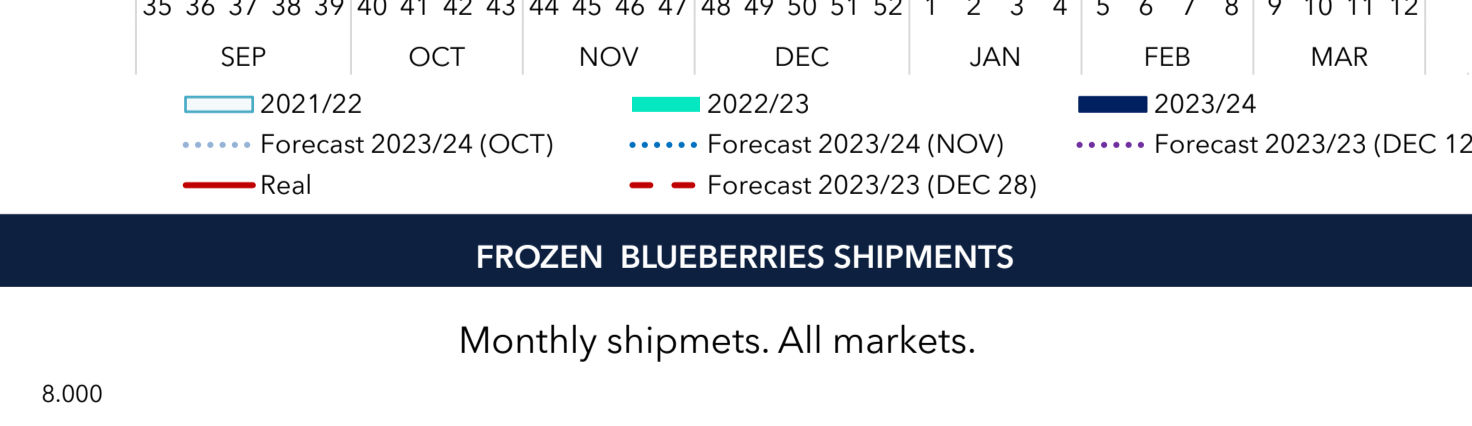 35 36 37 38 39 40 41 42 43 44 45 46 47 48 49 50 51 52 1 2 3 4 5 6 7 8 9 10 11 12
SEP OCT NOV DEC JAN FEB MAR
2021/22 2022/23 2023/24
Forecast 2023/24 (OCT) Forecast 2023/24 (NOV) Forecast 2023/23 (DEC 12
Real Forecast 2023/23 (DEC 28)
FROZEN BLUEBERRIES SHIPMENTS
Monthly shipmets. All markets.
8.000